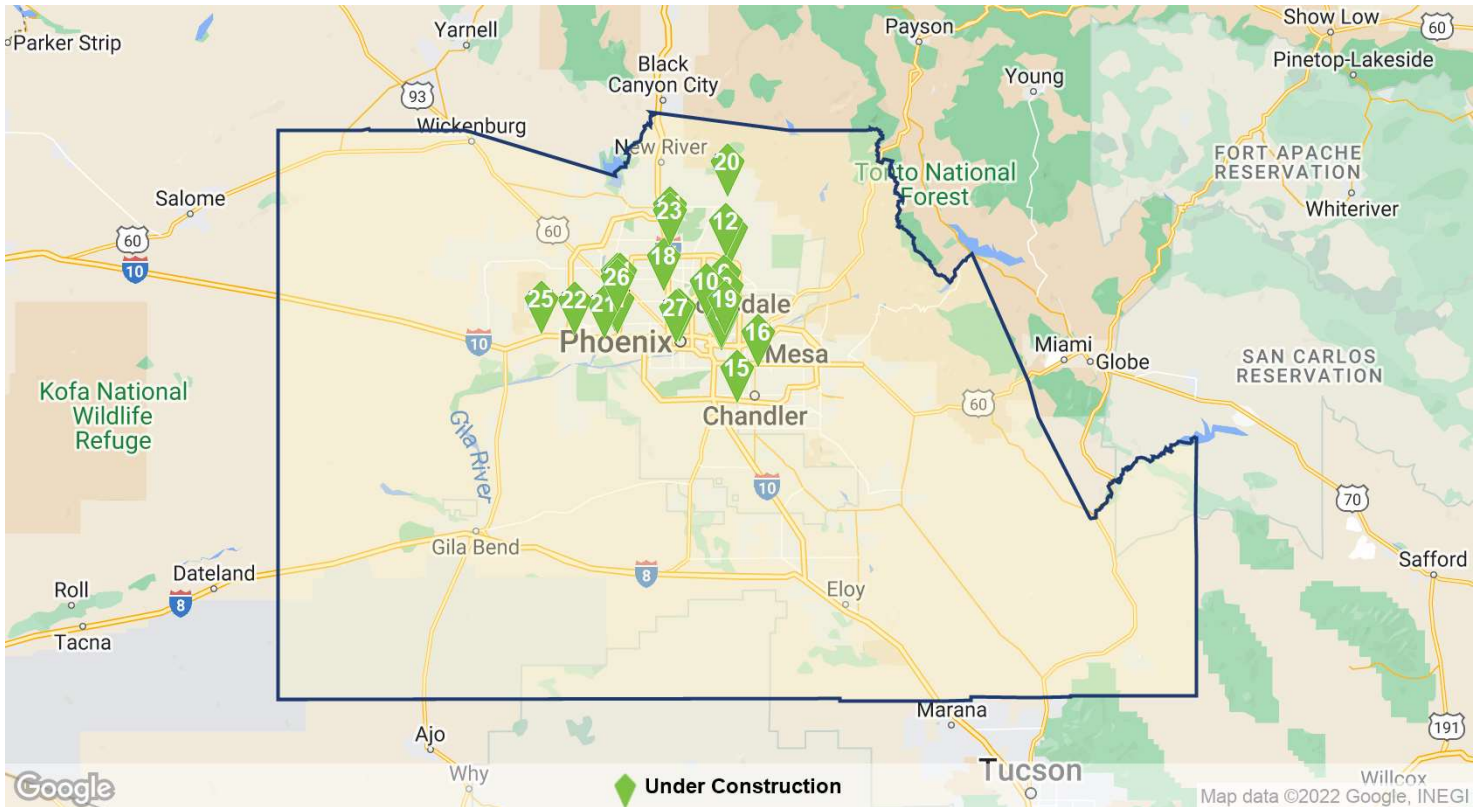 Show Low
60
Parker Strip
Yarnell
Payson
Pinetop-Lakeside
Black
Canyon City
Young
93
Wickenburg
New River
20
FORT APACHE
RESERVATION
Tonto National
Forest
Salome
Whiteriver
23
12
60
60
10
18
26
10
25
22
21
19
27
Phoenix
16
Mesa
10
Miami
Globe
SAN CARLOS
RESERVATION
15
Kofa National
Wildlife
Refuge
Chandler
60
Gila River
10
70
Gila Bend
8
Safford
Dateland
Roll
Eloy
8
Tacna
Marana
191
Ajo
Why
Tucson
Willcox
Google
Under Construction
Map data ©2022 Google, INEGI